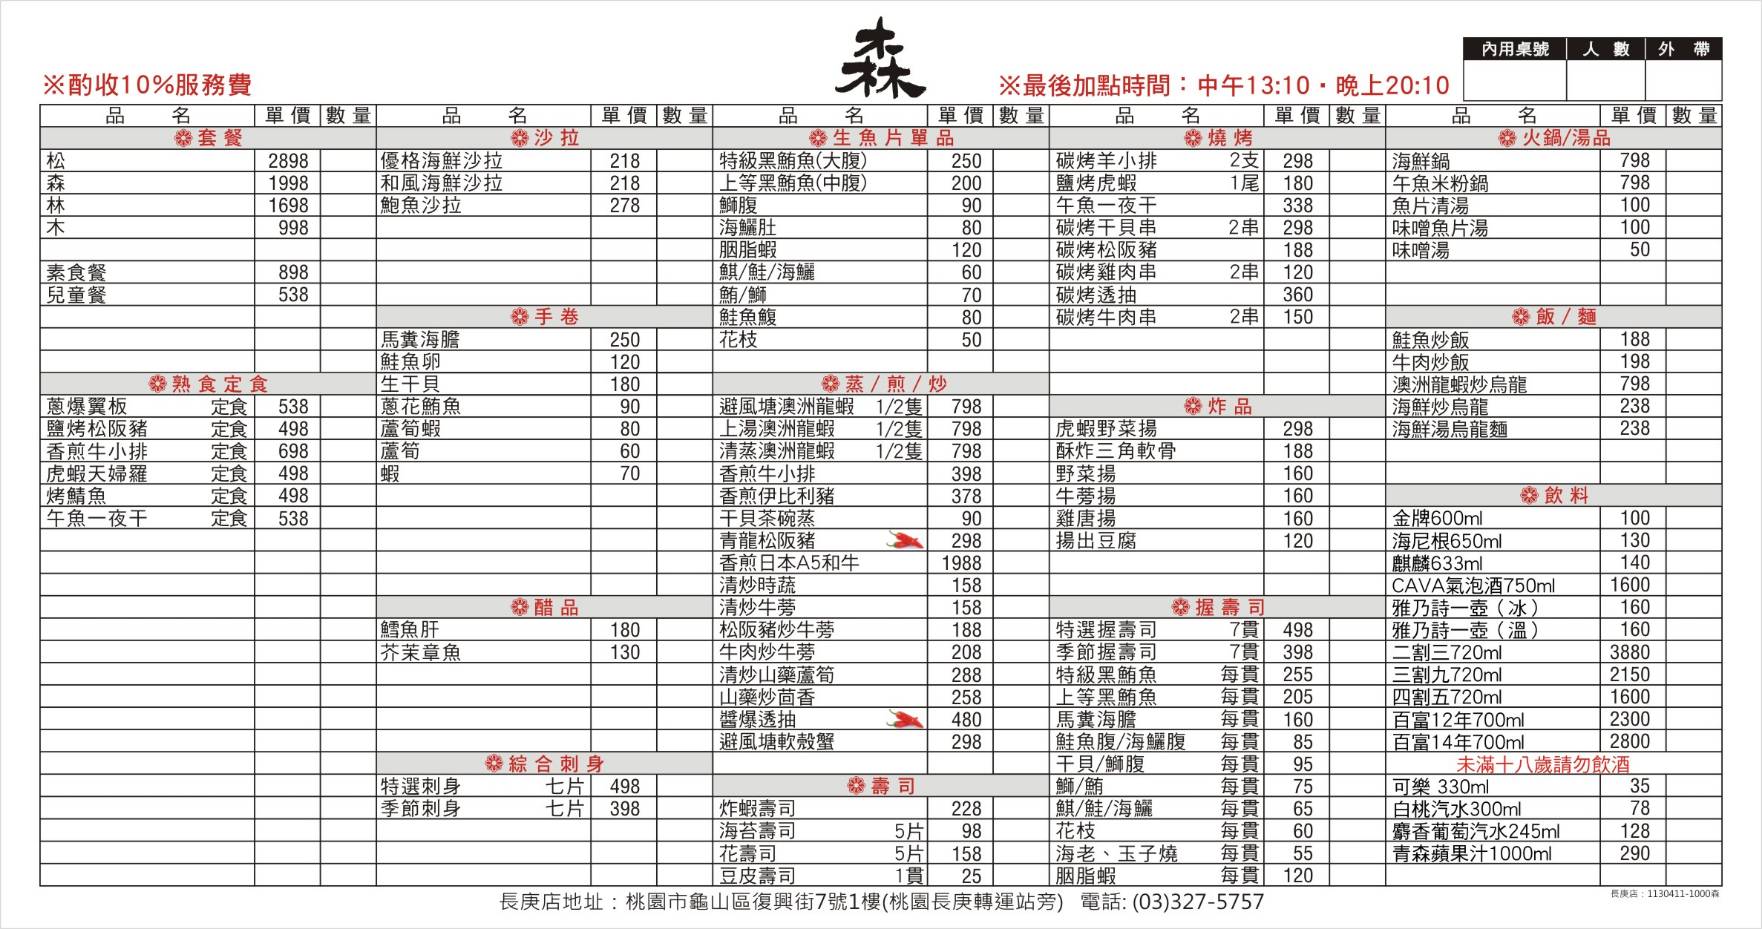 森
※酌收10%服務費
※最後加點時間：中午13:10・晚上20:10
內用桌號 人數 外帶
品名 單價 數量 品名 單價 數量 品名 單價 數量 品名 單價 數量 品名 單價 數量
套餐
松 2898
森 1998
林 1698
木 998
素食餐 898
兒童餐 538
熟食定食
蔥爆翼板 定食 538
鹽烤松阪豬 定食 498
香煎牛小排 定食 698
虎蝦天婦羅 定食 498
烤鯖魚 定食 498
午魚一夜干 定食 538
沙拉
優格海鮮沙拉 218
和風海鮮沙拉 218
鮑魚沙拉 278
手卷
馬糞海膽 250
鮭魚卵 120
生干貝 180
蔥花鮪魚 90
蘆筍蝦 80
蘆筍 60
蝦 70
醋品
鱈魚肝 180
芥茉章魚 130
綜合刺身
特選刺身 七片 498
季節刺身 七片 398
生魚片單品
特級黑鮪魚(大腹) 250
上等黑鮪魚(中腹) 200
鰤腹 90
海鱺肚 80
胭脂蝦 120
鯕/鮭/海鱺 60
鮪/鰤 70
鮭魚鰒 80
花枝 50
蒸/煎/炒
避風塘澳洲龍蝦 1/2隻 798
上湯澳洲龍蝦 1/2隻 798
清蒸澳洲龍蝦 1/2隻 798
香煎牛小排 398
香煎伊比利豬 378
干貝茶碗蒸 90
青龍松阪豬 298
香煎日本A5和牛 1988
清炒時蔬 158
清炒牛蒡 158
松阪豬炒牛蒡 188
牛肉炒牛蒡 208
清炒山藥蘆筍 288
山藥炒茴香 258
醬爆透抽 480
避風塘軟殼蟹 298
壽司
炸蝦壽司 228
海苔壽司 5片 98
花壽司 5片 158
豆皮壽司 1貫 25
燒烤
碳烤羊小排 2支 298
鹽烤虎蝦 1尾 180
午魚一夜干 338
碳烤干貝串 2串 298
碳烤松阪豬 188
碳烤雞肉串 2串 120
碳烤透抽 360
碳烤牛肉串 2串 150
炸品
虎蝦野菜揚 298
酥炸三角軟骨 188
野菜揚 160
牛蒡揚 160
雞唐揚 160
揚出豆腐 120
握壽司
特選握壽司 7貫 498
季節握壽司 7貫 398
特級黑鮪魚 每貫 255
上等黑鮪魚 每貫 205
馬糞海膽 每貫 160
鮭魚腹/海鱺腹 每貫 85
干貝/鰤腹 每貫 95
鰤/鮪 每貫 75
鯕/鮭/海鱺 每貫 65
花枝 每貫 60
海老、玉子燒 每貫 55
胭脂蝦 每貫 120
火鍋/湯品
海鮮鍋 798
午魚米粉鍋 798
魚片清湯 100
味噌魚片湯 100
味噌湯 50
飯/麵
鮭魚炒飯 188
牛肉炒飯 198
澳洲龍蝦炒烏龍 798
海鮮炒烏龍 238
海鮮湯烏龍麵 238
飲料
金牌600ml 100
海尼根650ml 130
麒麟633ml 140
CAVA氣泡酒750ml 1600
雅乃詩一壺（冰） 160
雅乃詩一壺（溫） 160
二割三720ml 3880
三割九720ml 2150
四割五720ml 1600
百富12年700ml 2300
百富14年700ml 2800
未滿十八歲請勿飲酒
可樂 330ml 35
白桃汽水300ml 78
麝香葡萄汽水245ml 128
青森蘋果汁1000ml 290
長庚店地址：桃園市龜山區復興街7號1樓(桃園長庚轉運站旁) 電話: (03)327-5757
長庚店：1130411-1000森